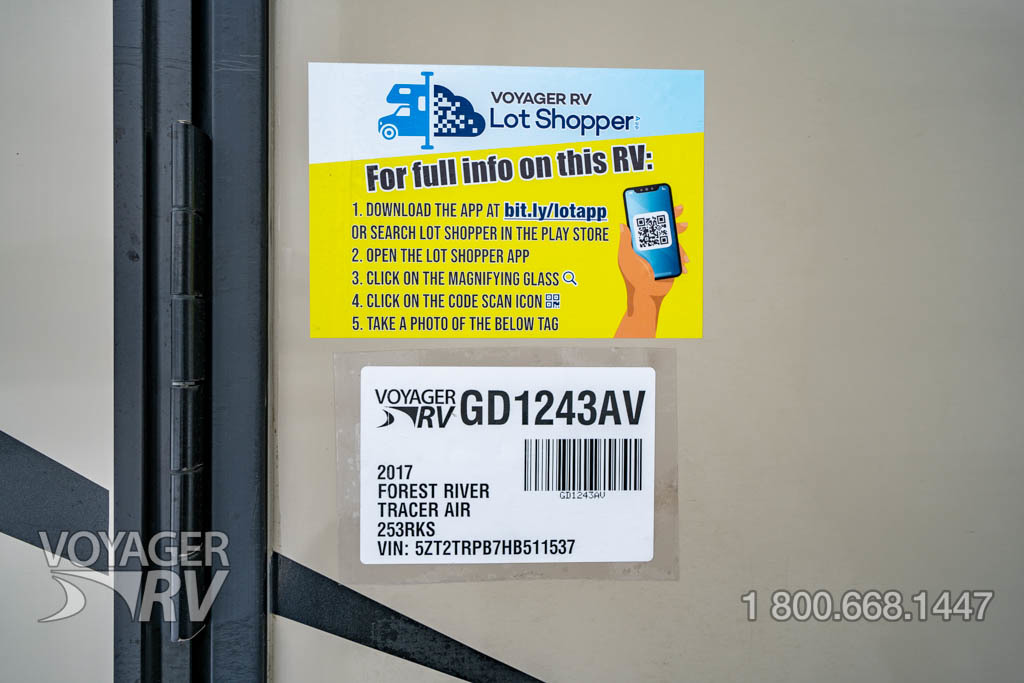 VOYAGER RV
Lot Shopper
For full info on this RV:
1. DOWNLOAD THE APP AT bit.ly/lotapp
OR SEARCH LOT SHOPPER IN THE PLAY STORE
2. OPEN THE LOT SHOPPER APP
3. CLICK ON THE MAGNIFYING GLASS
4. CLICK ON THE CODE SCAN ICON
5. TAKE A PHOTO OF THE BELOW TAG
VOYAGER RV GD1243AV
GD1243AV
2017
FOREST RIVER
TRACER AIR
253RKS
VIN: 5ZT2TRPB7HB511537
VOYAGER
RV
1 800.668.1447